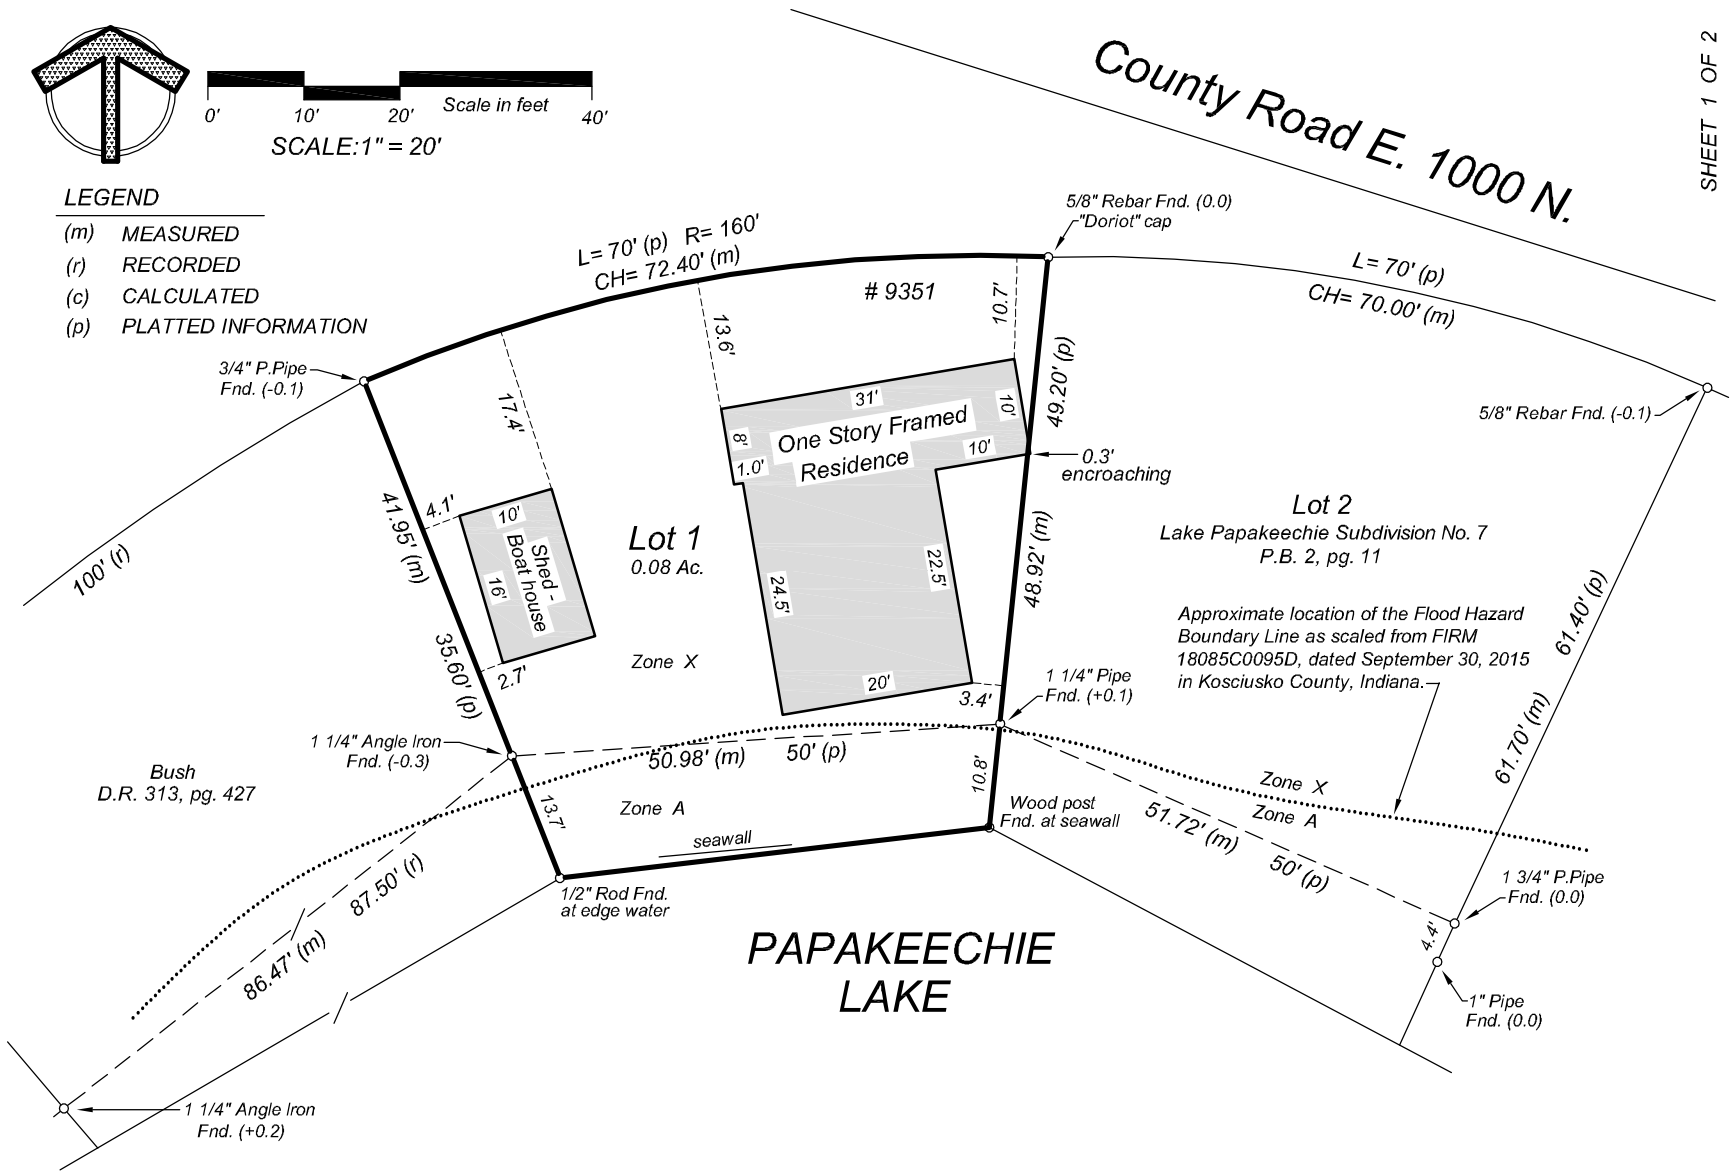 SHEET 1 OF 2
0' 10' 20' 40'
Scale in feet
SCALE:1" = 20'
LEGEND
(m) MEASURED
(r) RECORDED
(c) CALCULATED
(p) PLATTED INFORMATION
County Road E. 1000 N.
5/8" Rebar Fnd. (0.0)
"Doriot" cap
L= 70' (p) R= 160'
CH= 72.40' (m)
# 9351
L= 70' (p)
CH= 70.00' (m)
3/4" P.Pipe
Fnd. (-0.1)
17.4'
13.6'
10.7'
49.20' (p)
48.92' (m)
5/8" Rebar Fnd. (-0.1)
100' (r)
41.95' (m)
35.60' (p)
4.1'
10'
16'
Shed -
Boat house
2.7'
Lot 1
0.08 Ac.
Zone X
31'
10'
10'
8'
1.0'
One Story Framed
Residence
24.5'
22.5'
20'
3.4'
0.3'
encroaching
Lot 2
Lake Papakeechie Subdivision No. 7
P.B. 2, pg. 11
Approximate location of the Flood Hazard
Boundary Line as scaled from FIRM
18085C0095D, dated September 30, 2015
in Kosciusko County, Indiana.
61.40' (p)
61.70' (m)
1 1/4" Pipe
Fnd. (+0.1)
1 1/4" Angle Iron
Fnd. (-0.3)
50.98' (m) 50' (p)
Bush
D.R. 313, pg. 427
13.7'
Zone A
seawall
10.8'
Wood post
Fnd. at seawall
Zone X
Zone A
51.72' (m) 50' (p)
1 3/4" P.Pipe
Fnd. (0.0)
4.4'
1" Pipe
Fnd. (0.0)
1/2" Rod Fnd.
at edge water
87.50' (r)
86.47' (m)
PAPAKEECHIE
LAKE
1 1/4" Angle Iron
Fnd. (+0.2)